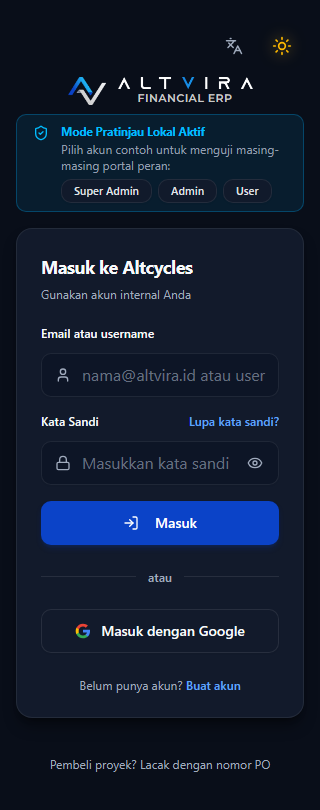 ALTVIRA
FINANCIAL ERP
Mode Pratinjau Lokal Aktif
Pilih akun contoh untuk menguji masing-
masing portal peran:
Super Admin Admin User
Masuk ke Altcycles
Gunakan akun internal Anda
Email atau username
nama@altvira.id atau user
Kata Sandi Lupa kata sandi?
Masukkan kata sandi
Masuk
atau
Masuk dengan Google
Belum punya akun? Buat akun
Pembeli proyek? Lacak dengan nomor PO